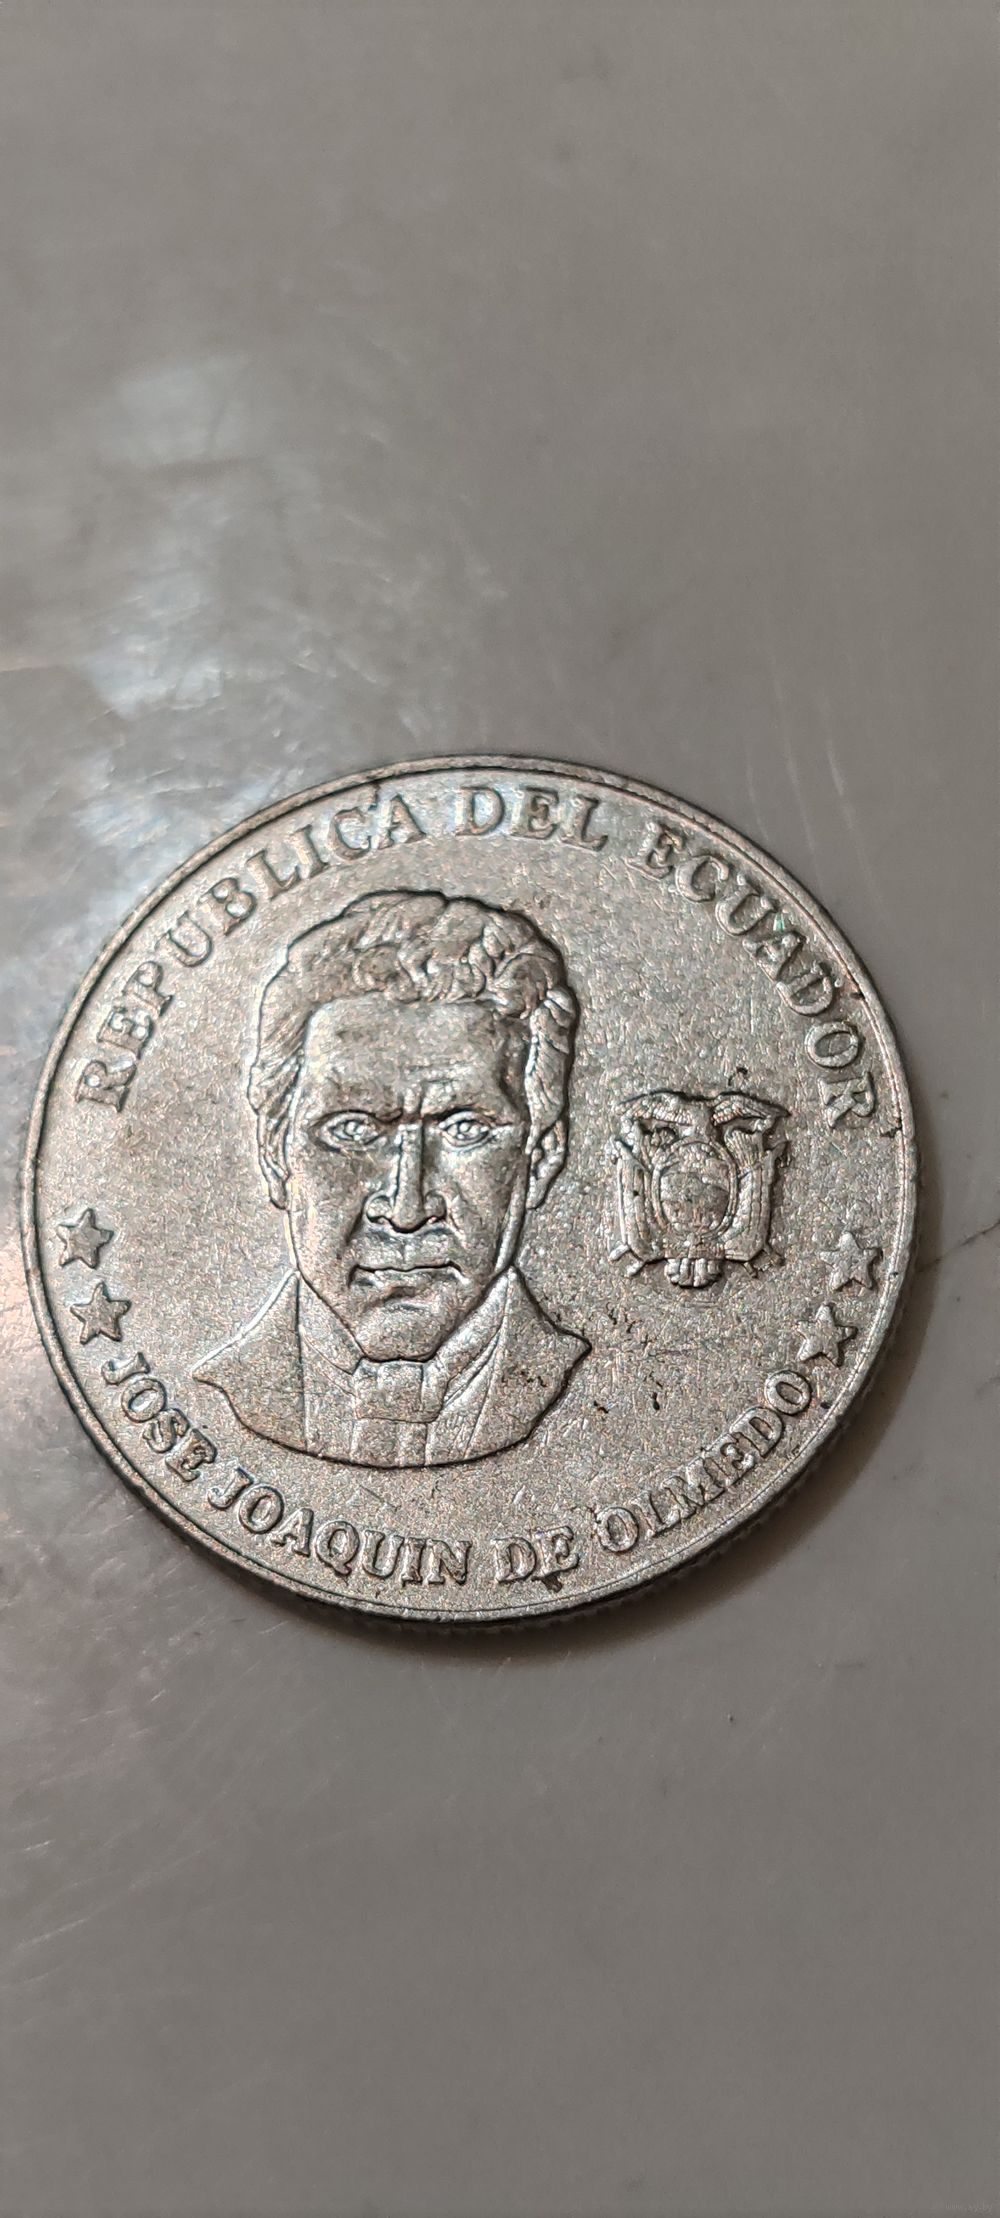 REPUBLICA DEL ECUADOR
JOSE JOAQUIN DE OLMEDO